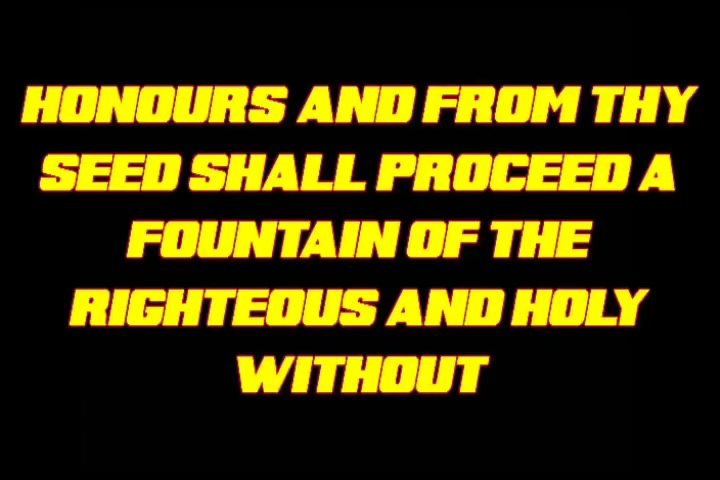 HONOURS AND FROM THY
SEED SHALL PROCEED A
FOUNTAIN OF THE
RIGHTEOUS AND HOLY
WITHOUT